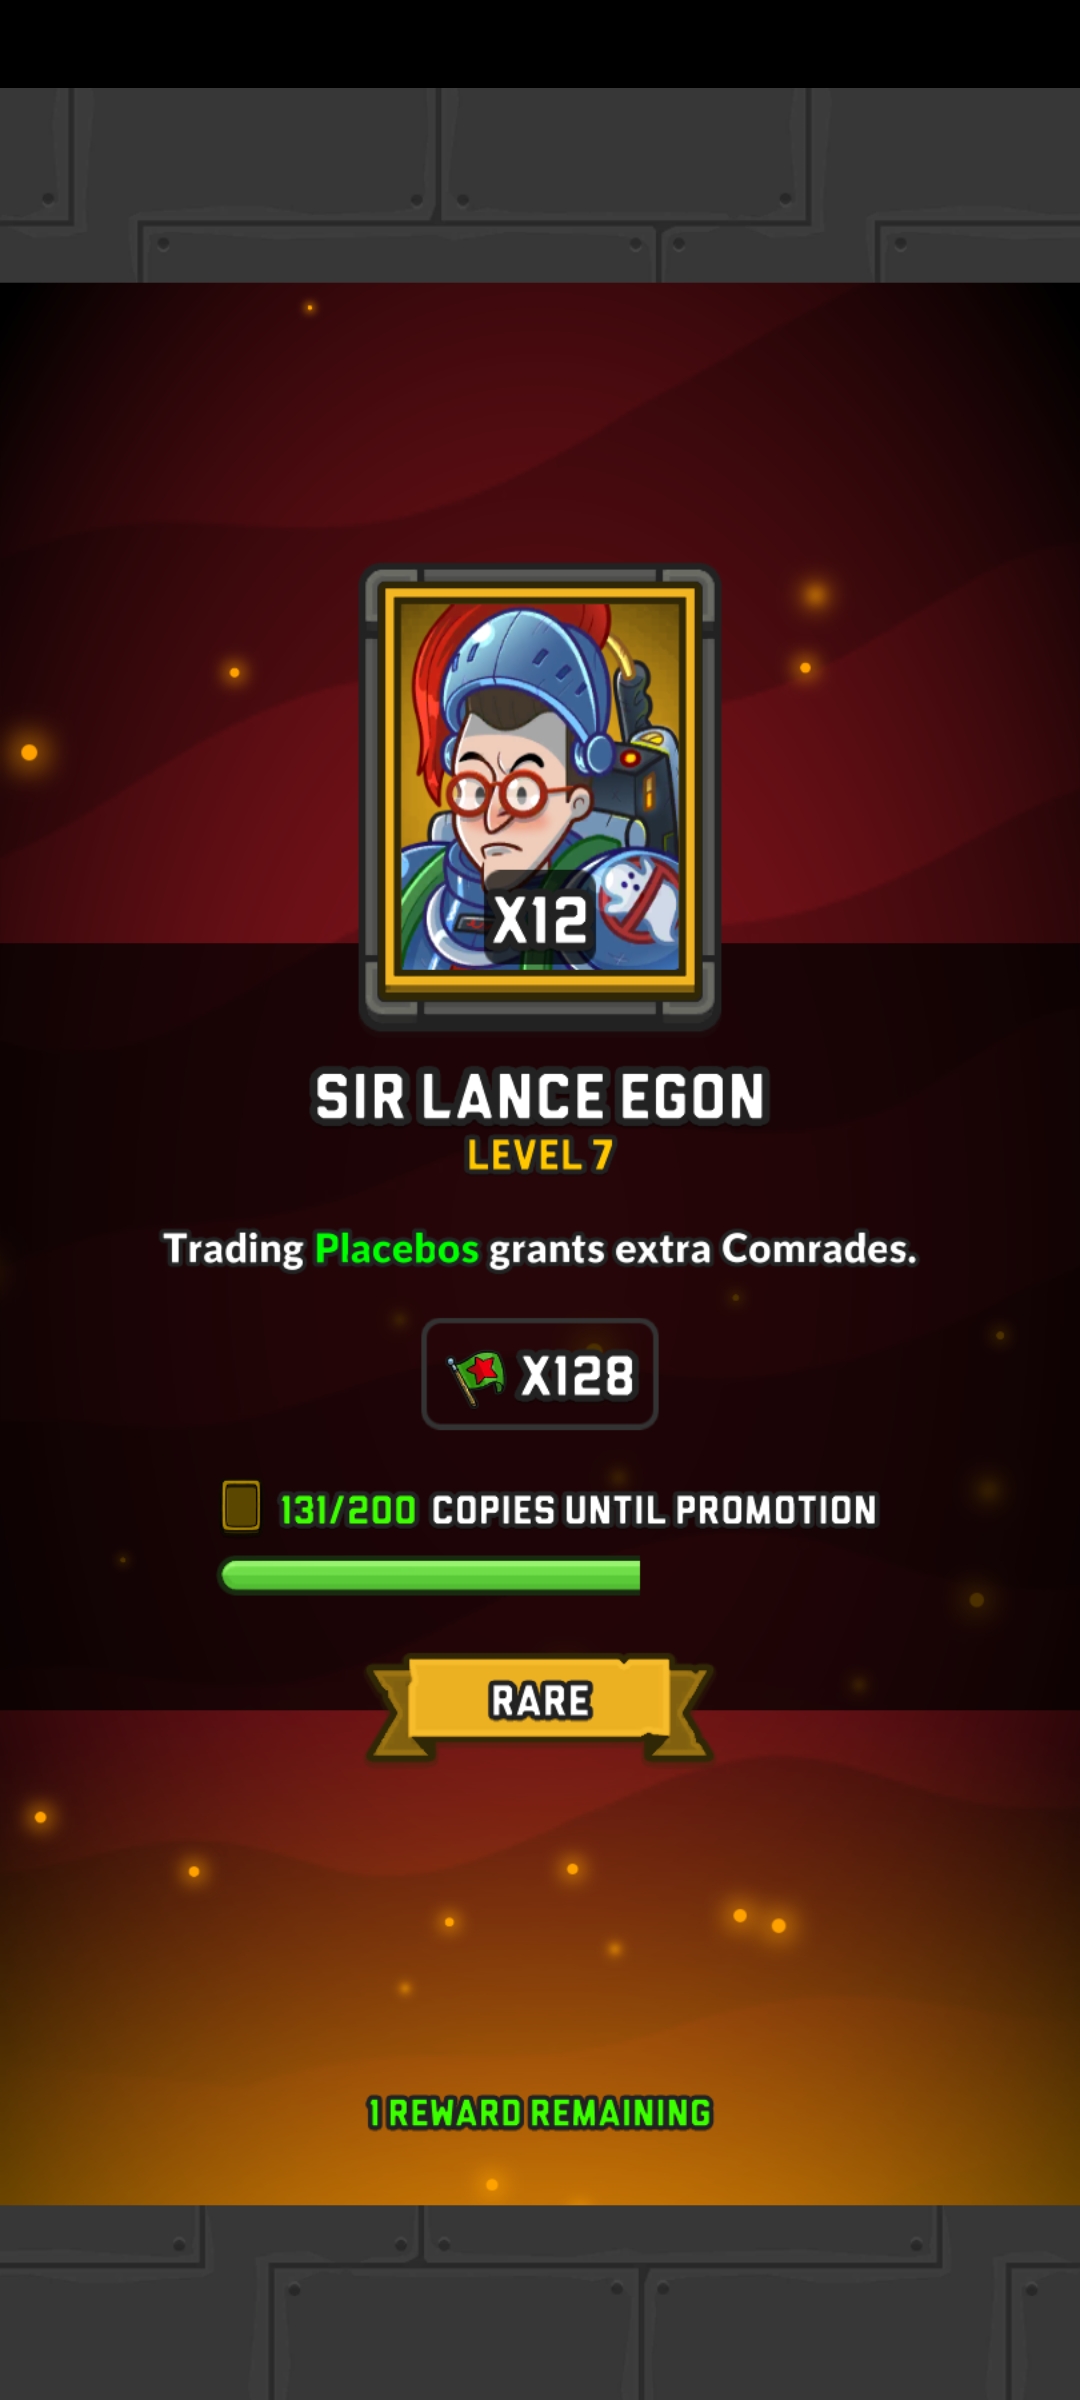 X12
SIR LANCE EGON
LEVEL 7
Trading Placebos grants extra Comrades.
X128
131/200 COPIES UNTIL PROMOTION
RARE
1 REWARD REMAINING